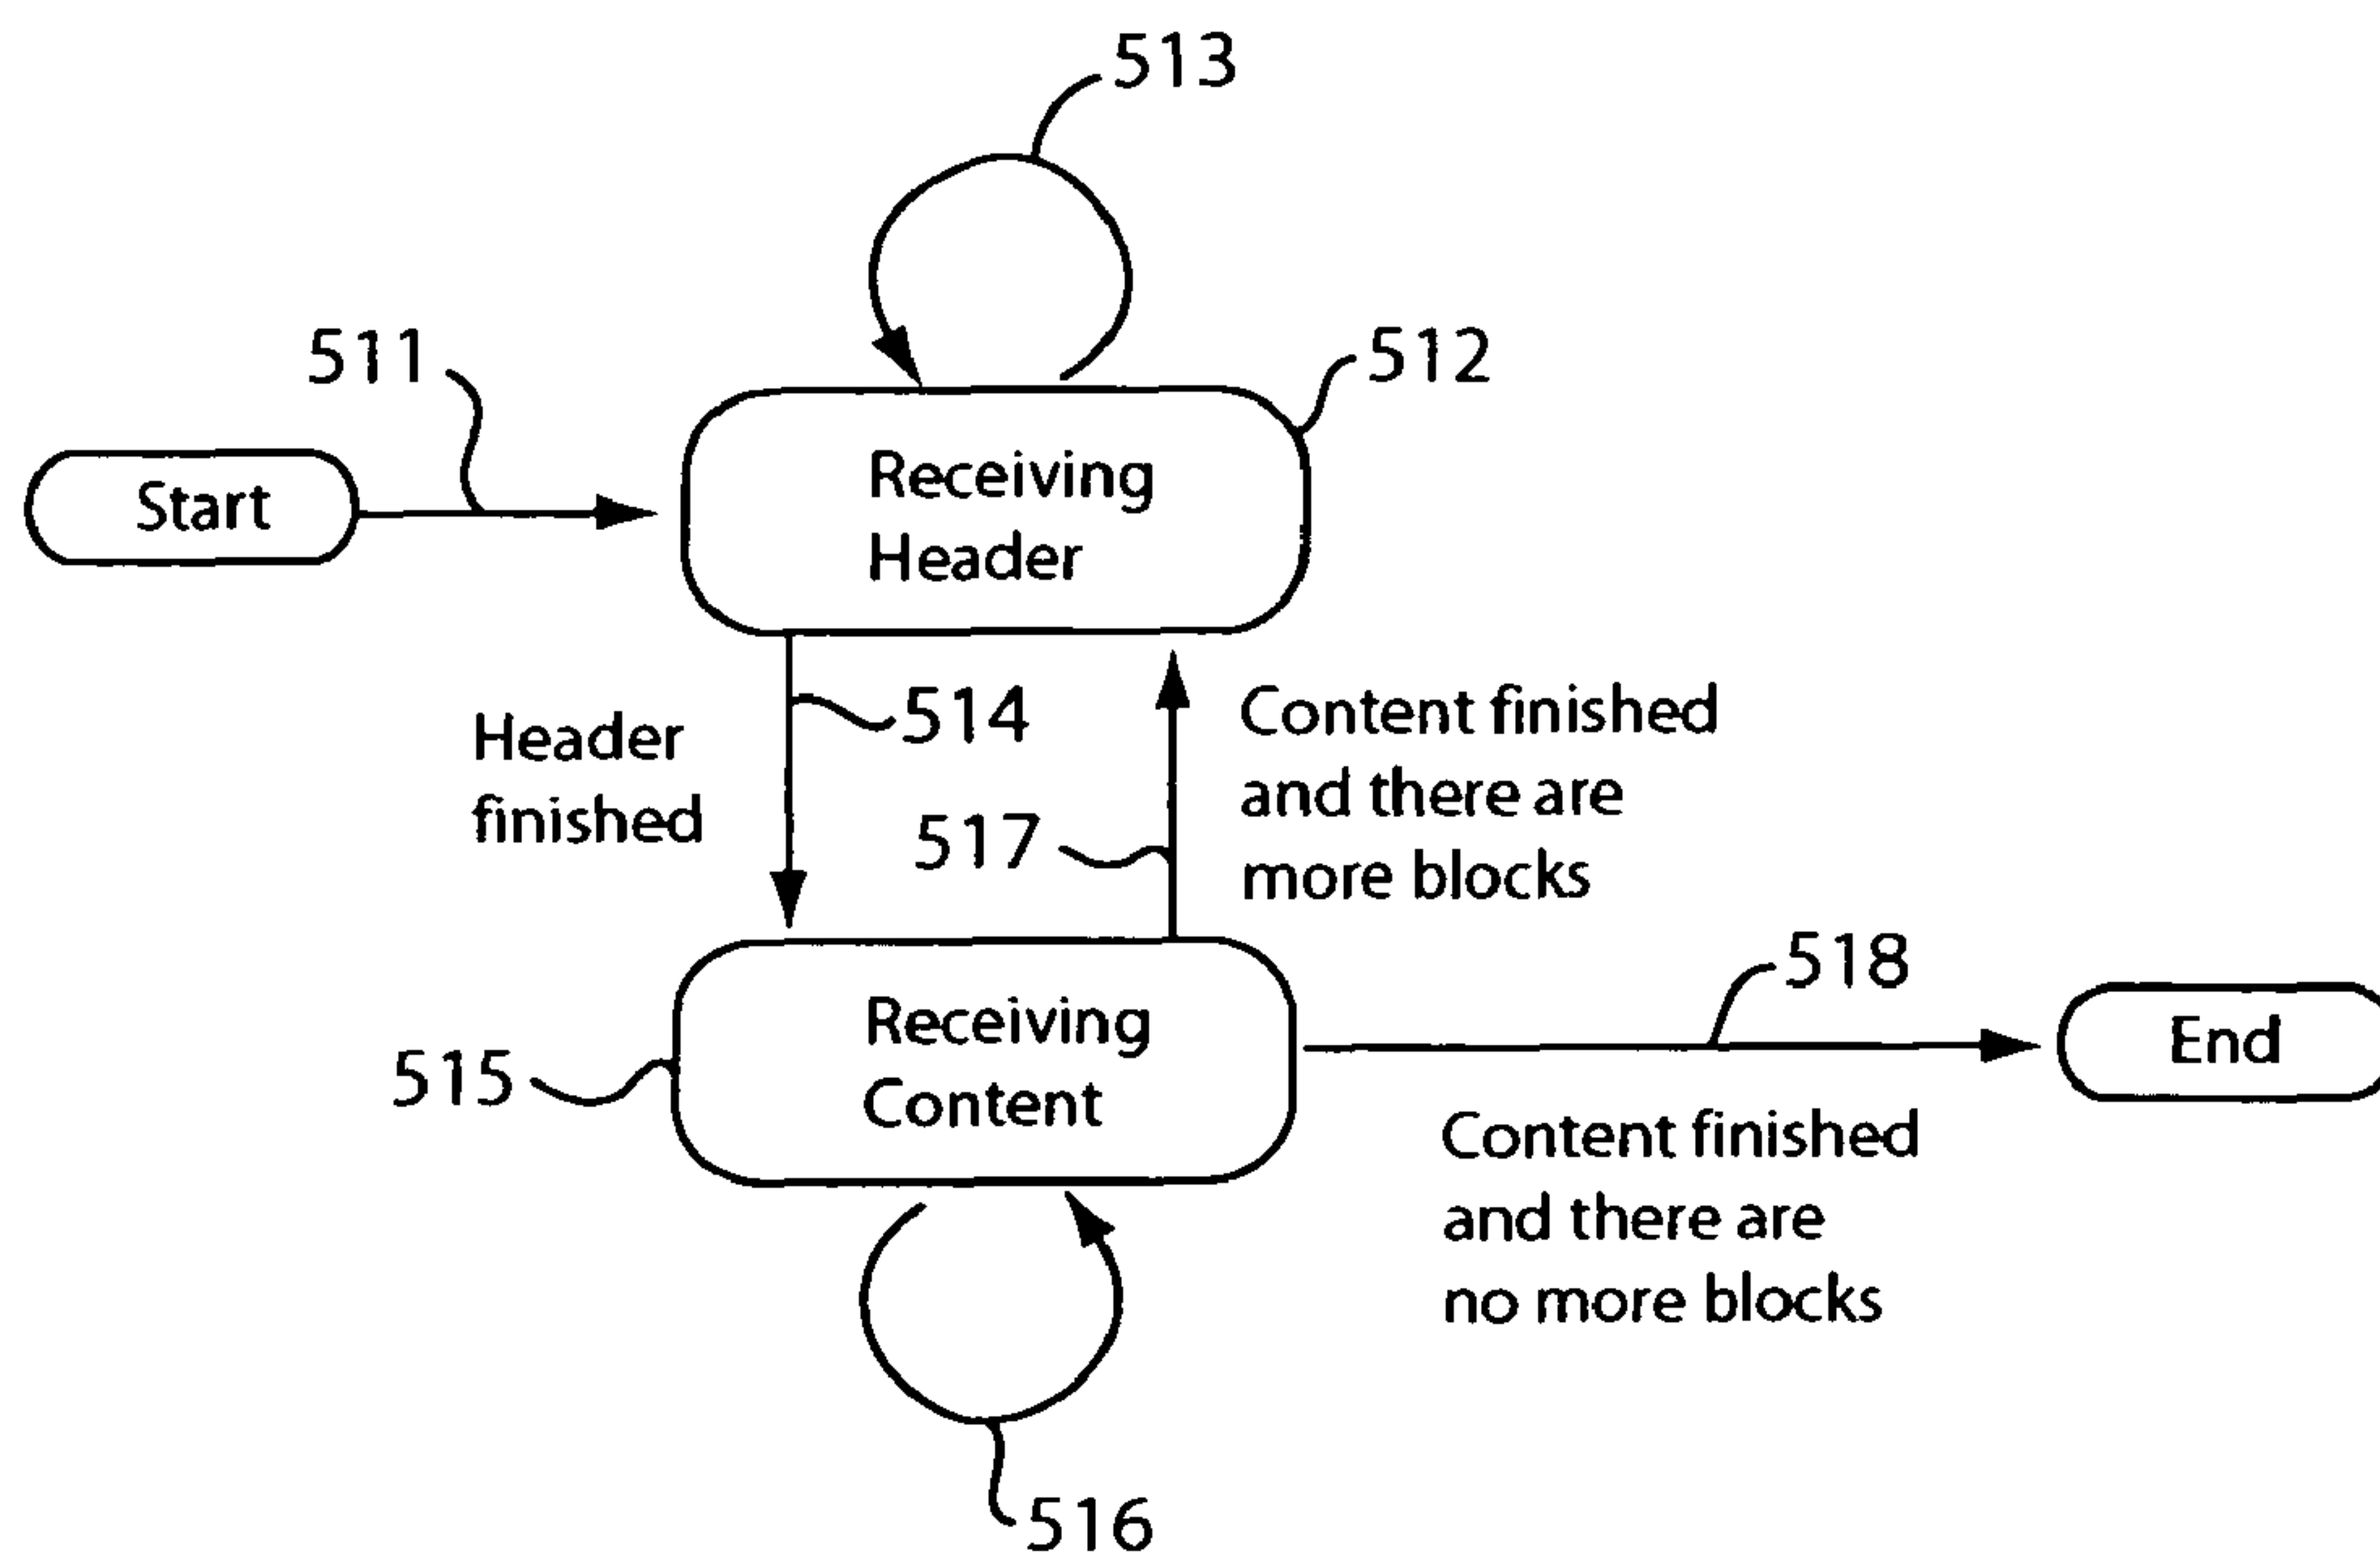 513
511
512
Start
Receiving
Header
Header
finished
514
517
Content finished
and there are
more blocks
518
515
Receiving
Content
End
Content finished
and there are
no more blocks
516